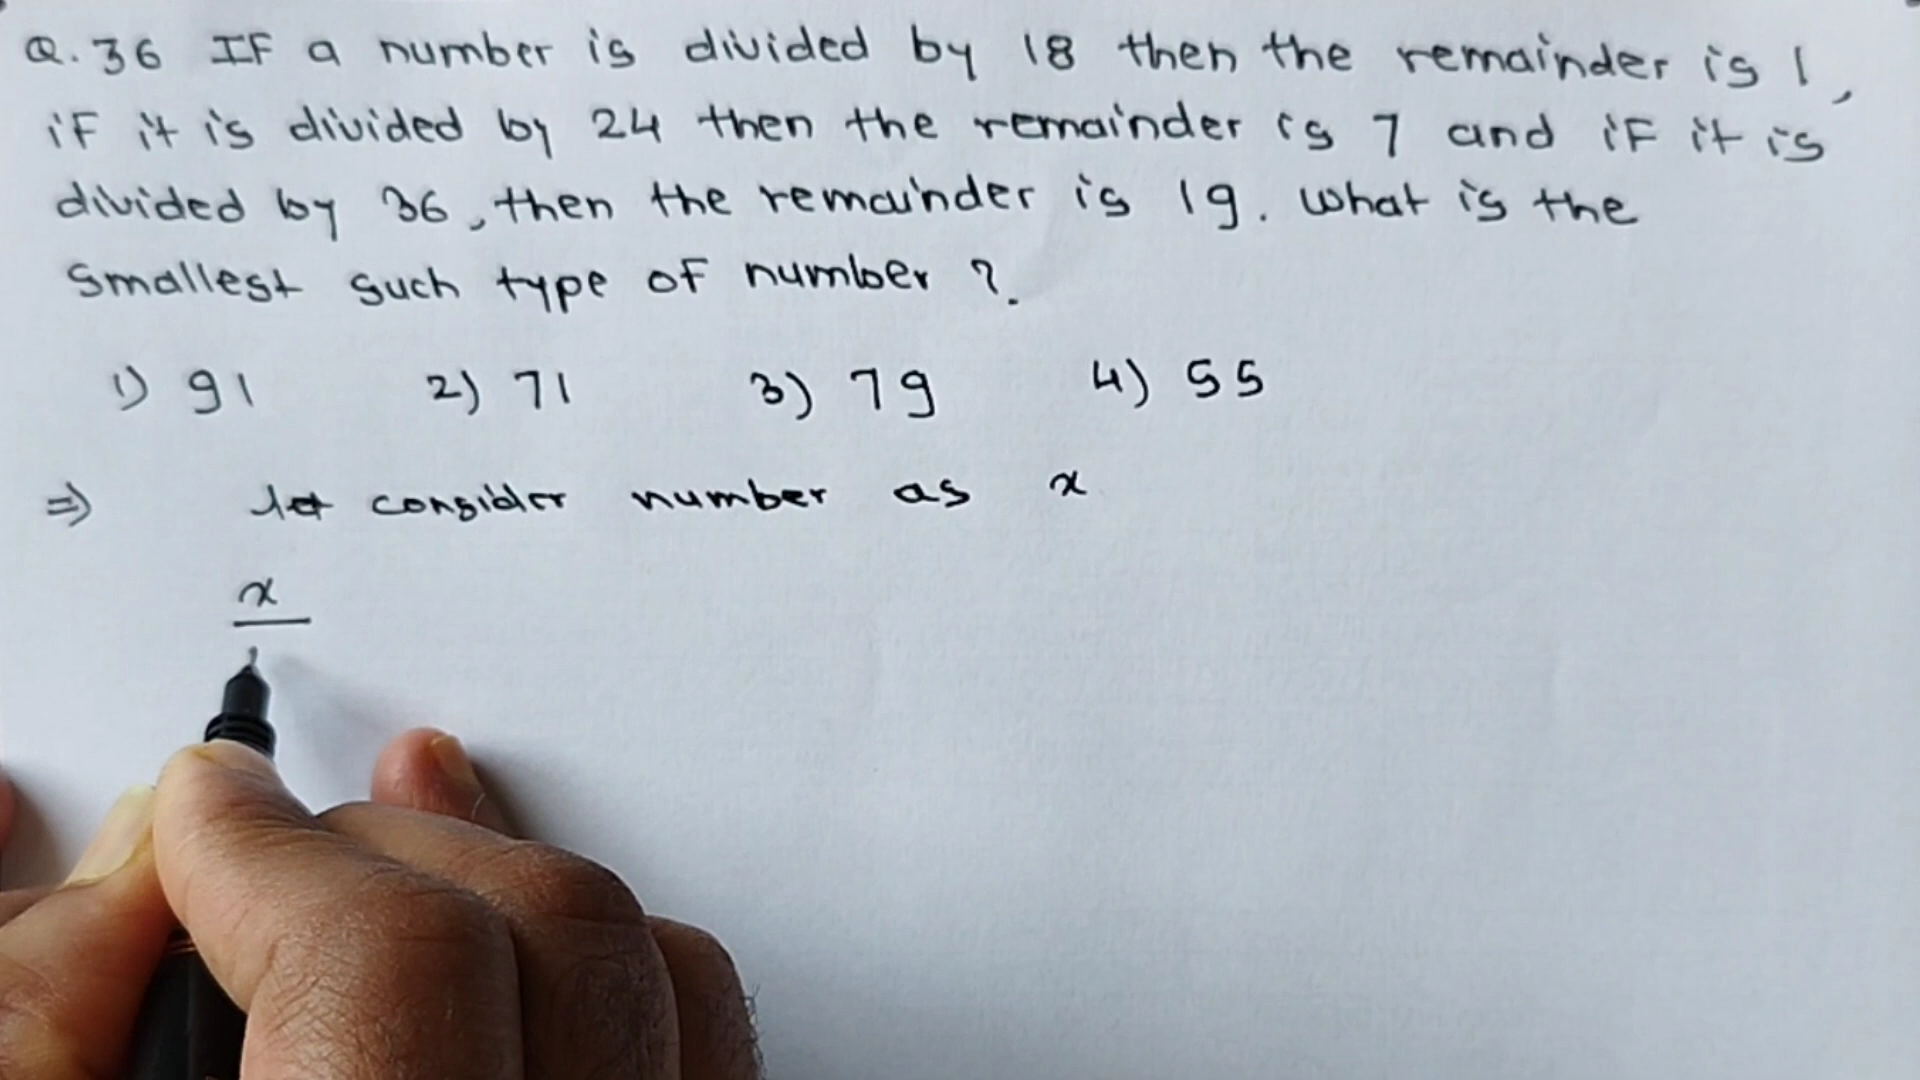 Q. 36 If a number is divided by 18 then the remainder is 1,
if it is divided by 24 then the remainder is 7 and if it is
divided by 36, then the remainder is 19. What is the
smallest such type of number ?.
1) 91 2) 71 3) 79 4) 55
⇒ let consider number as x
x